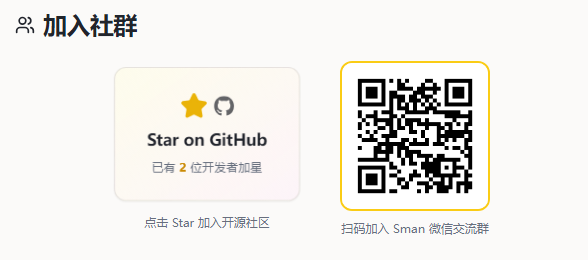 加入社群
Star on GitHub
已有 2 位开发者加星
点击 Star 加入开源社区
扫码加入 Sman 微信交流群